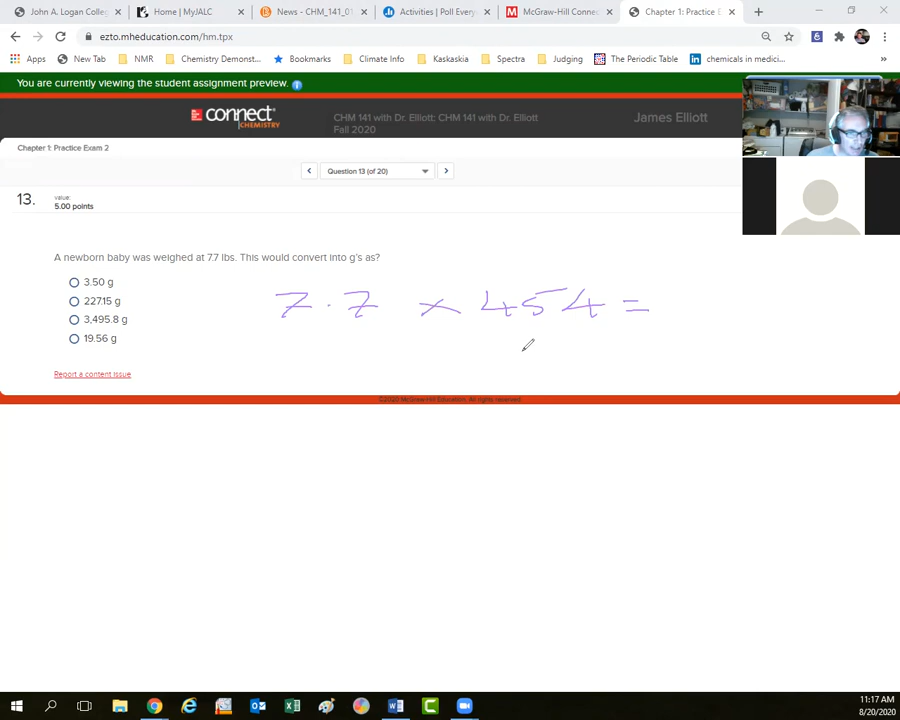 John A. Logan Colleg
Home | MyJALC
News - CHM_141_01
Activities | Poll Every
McGraw-Hill Connec
Chapter 1: Practice E
ezto.mheducation.com/hm.tpx
Apps
New Tab
NMR
Chemistry Demonst...
Bookmarks
Climate Info
Kaskaskia
Spectra
Judging
The Periodic Table
chemicals in medici...
You are currently viewing the student assignment preview.
connect
CHEMISTRY
CHM 141 with Dr. Elliott: CHM 141 with Dr. Elliott
Fall 2020
James Elliott
Chapter 1: Practice Exam 2
Question 13 (of 20)
13.
value:
5.00 points
A newborn baby was weighed at 7.7 lbs. This would convert into g's as?
3.50 g
227.15 g
3,495.8 g
19.56 g
7.7 × 454 =
Report a content issue
©2020 McGraw-Hill Education. All rights reserved.
11:17 AM
8/20/2020